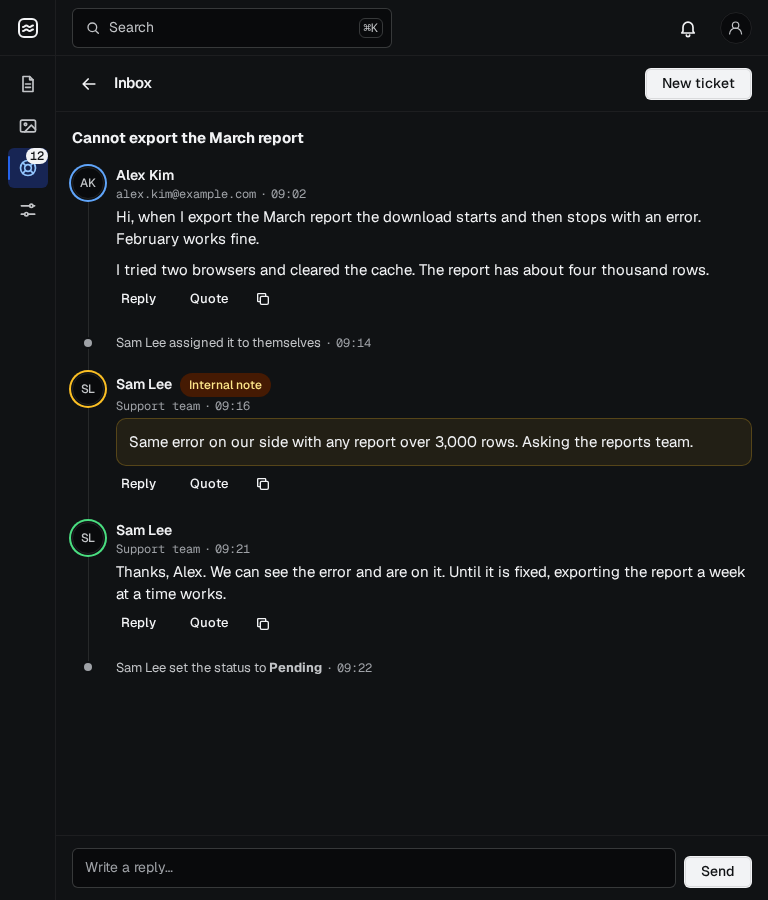 Search
⌘K
12
Inbox
New ticket
Cannot export the March report
AK
Alex Kim
alex.kim@example.com · 09:02
Hi, when I export the March report the download starts and then stops with an error.
February works fine.
I tried two browsers and cleared the cache. The report has about four thousand rows.
Reply
Quote
Sam Lee assigned it to themselves · 09:14
SL
Sam Lee
Internal note
Support team · 09:16
Same error on our side with any report over 3,000 rows. Asking the reports team.
Reply
Quote
SL
Sam Lee
Support team · 09:21
Thanks, Alex. We can see the error and are on it. Until it is fixed, exporting the report a week
at a time works.
Reply
Quote
Sam Lee set the status to Pending · 09:22
Write a reply...
Send